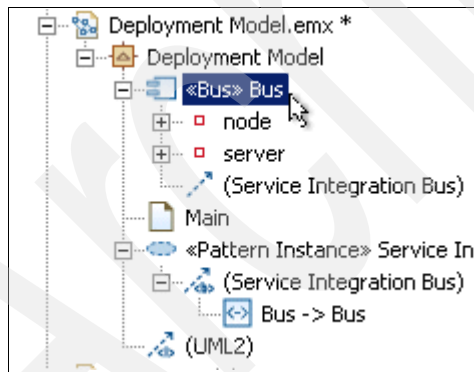 Deployment Model.emx *
Deployment Model
«Bus» Bus
node
server
(Service Integration Bus)
Main
«Pattern Instance» Service In
(Service Integration Bus)
Bus -> Bus
(UML2)